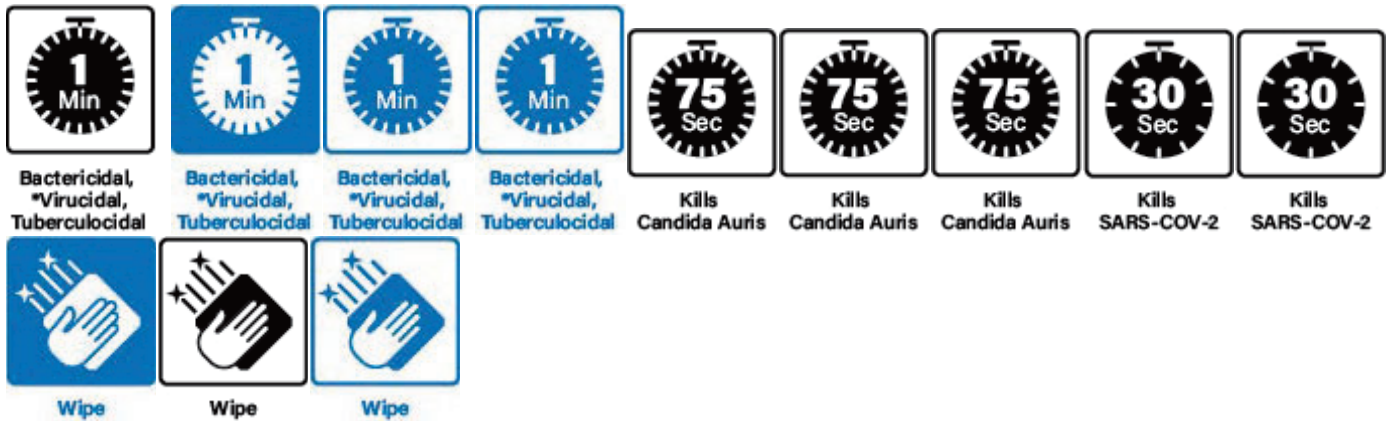 1
Min
Bactericidal,
*Virucidal,
Tuberculocidal
1
Min
Bactericidal,
*Virucidal,
Tuberculocidal
1
Min
Bactericidal,
*Virucidal,
Tuberculocidal
1
Min
Bactericidal,
*Virucidal,
Tuberculocidal
75
Sec
Kills
Candida Auris
75
Sec
Kills
Candida Auris
75
Sec
Kills
Candida Auris
30
Sec
Kills
SARS-COV-2
30
Sec
Kills
SARS-COV-2
Wipe
Wipe
Wipe